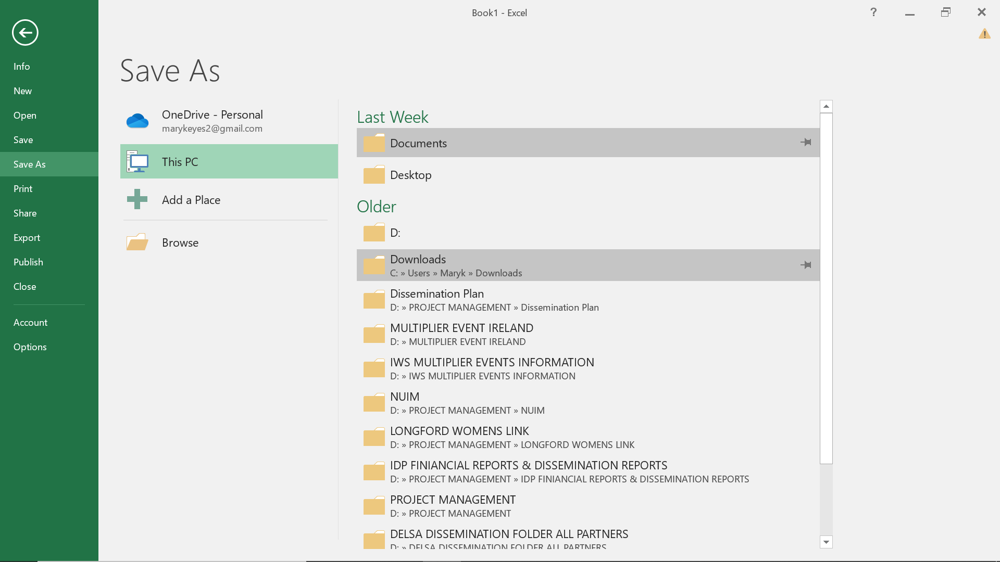 Book1 - Excel
?
Info
New
Open
Save
Save As
Print
Share
Export
Publish
Close
Account
Options
Save As
OneDrive - Personal
marykeyes2@gmail.com
This PC
Add a Place
Browse
Last Week
Documents
Desktop
Older
D:
Downloads
C: » Users » Maryk » Downloads
Dissemination Plan
D: » PROJECT MANAGEMENT » Dissemination Plan
MULTIPLIER EVENT IRELAND
D: » MULTIPLIER EVENT IRELAND
IWS MULTIPLIER EVENTS INFORMATION
D: » IWS MULTIPLIER EVENTS INFORMATION
NUIM
D: » PROJECT MANAGEMENT » NUIM
LONGFORD WOMENS LINK
D: » PROJECT MANAGEMENT » LONGFORD WOMENS LINK
IDP FINIANCIAL REPORTS & DISSEMINATION REPORTS
D: » PROJECT MANAGEMENT » IDP FINIANCIAL REPORTS & DISSEMINATION REPORTS
PROJECT MANAGEMENT
D: » PROJECT MANAGEMENT
DELSA DISSEMINATION FOLDER ALL PARTNERS
D: » DELSA DISSEMINATION FOLDER ALL PARTNERS